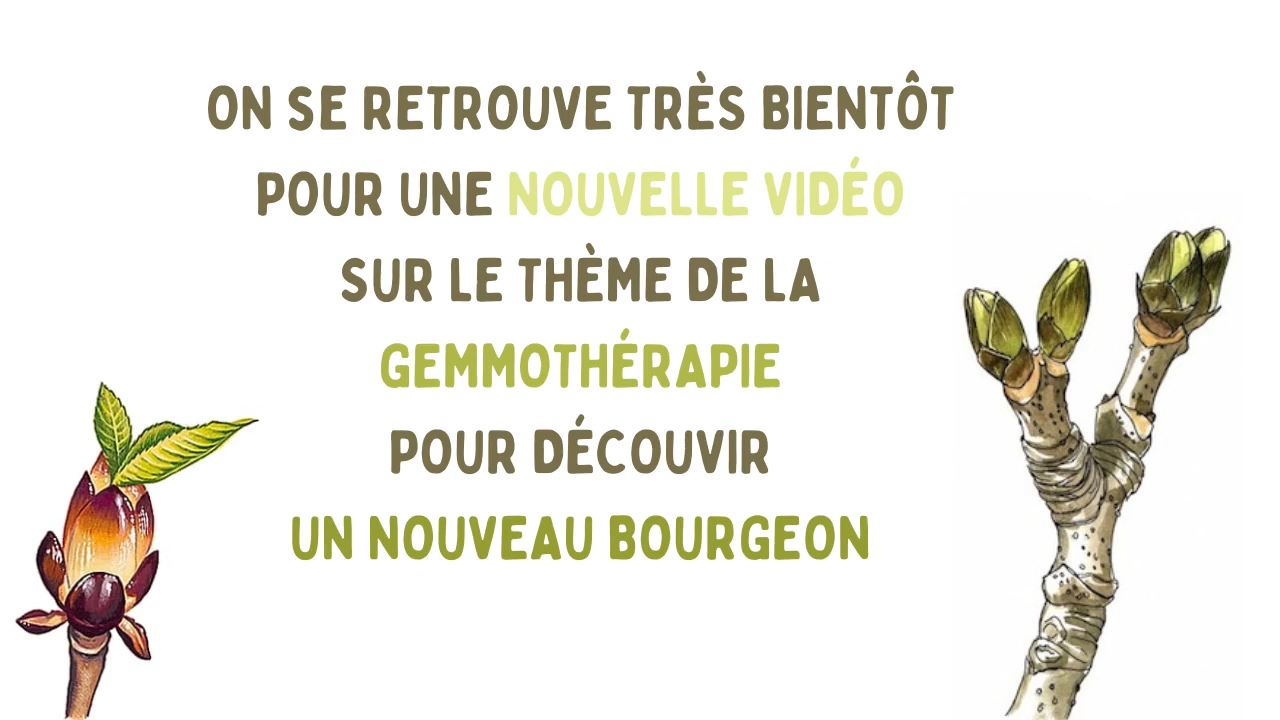 ON SE RETROUVE TRÈS BIENTÔT
POUR UNE NOUVELLE VIDÉO
SUR LE THÈME DE LA
GEMMOTHÉRAPIE
POUR DÉCOUVIR
UN NOUVEAU BOURGEON